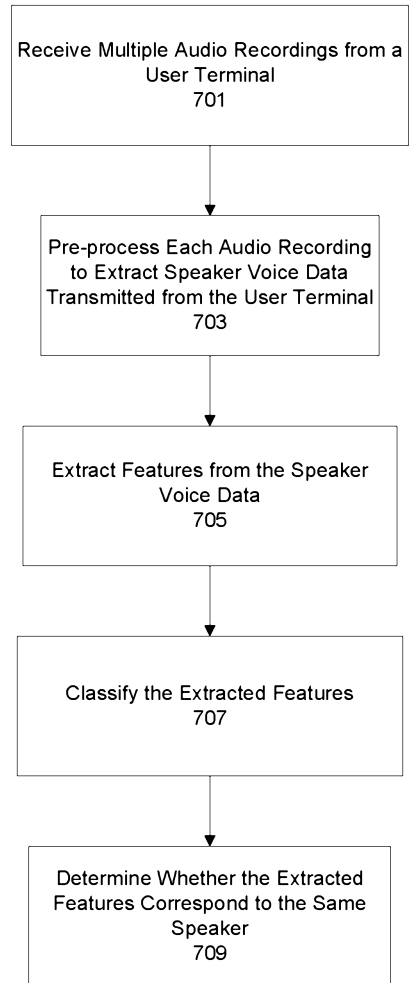 Receive Multiple Audio Recordings from a
User Terminal
701
Pre-process Each Audio Recording
to Extract Speaker Voice Data
Transmitted from the User Terminal
703
Extract Features from the Speaker
Voice Data
705
Classify the Extracted Features
707
Determine Whether the Extracted
Features Correspond to the Same
Speaker
709